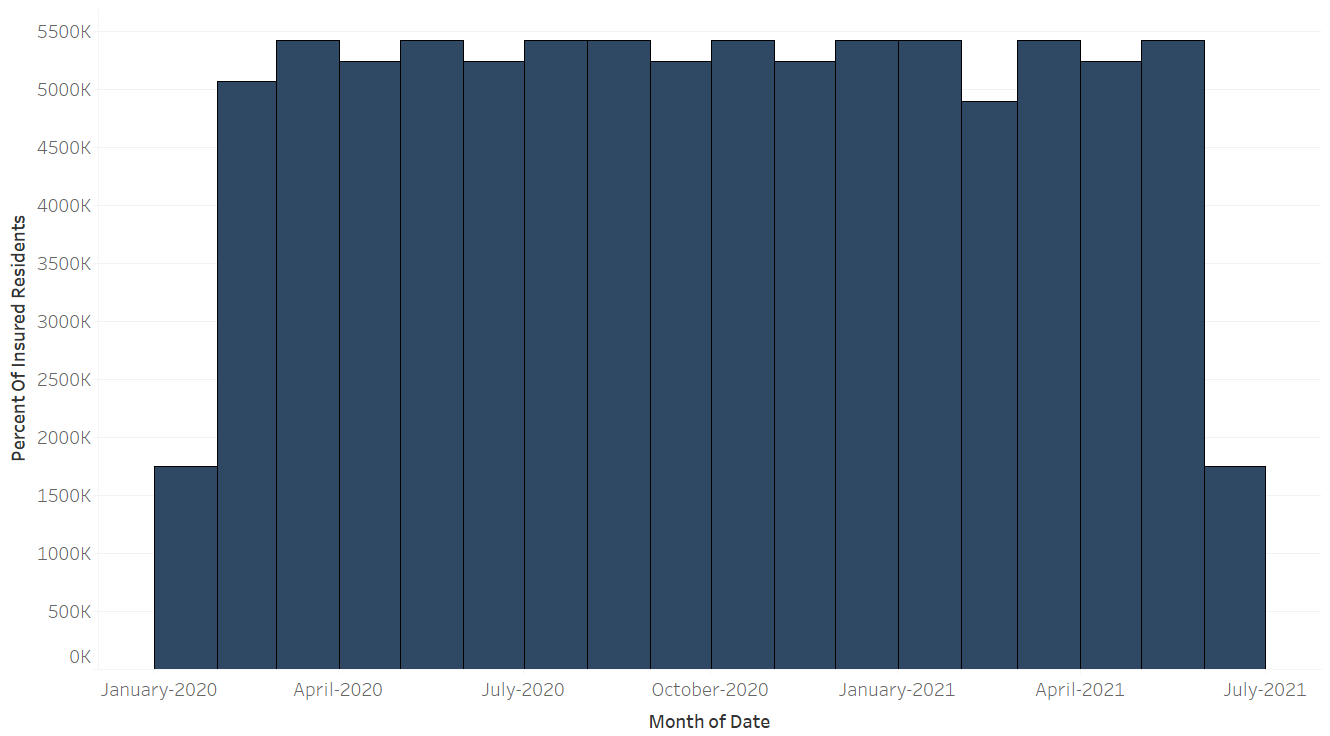 5500K
5000K
4500K
4000K
3500K
3000K
2500K
2000K
1500K
1000K
500K
0K
Percent Of Insured Residents
January-2020 April-2020 July-2020 October-2020 January-2021 April-2021 July-2021
Month of Date